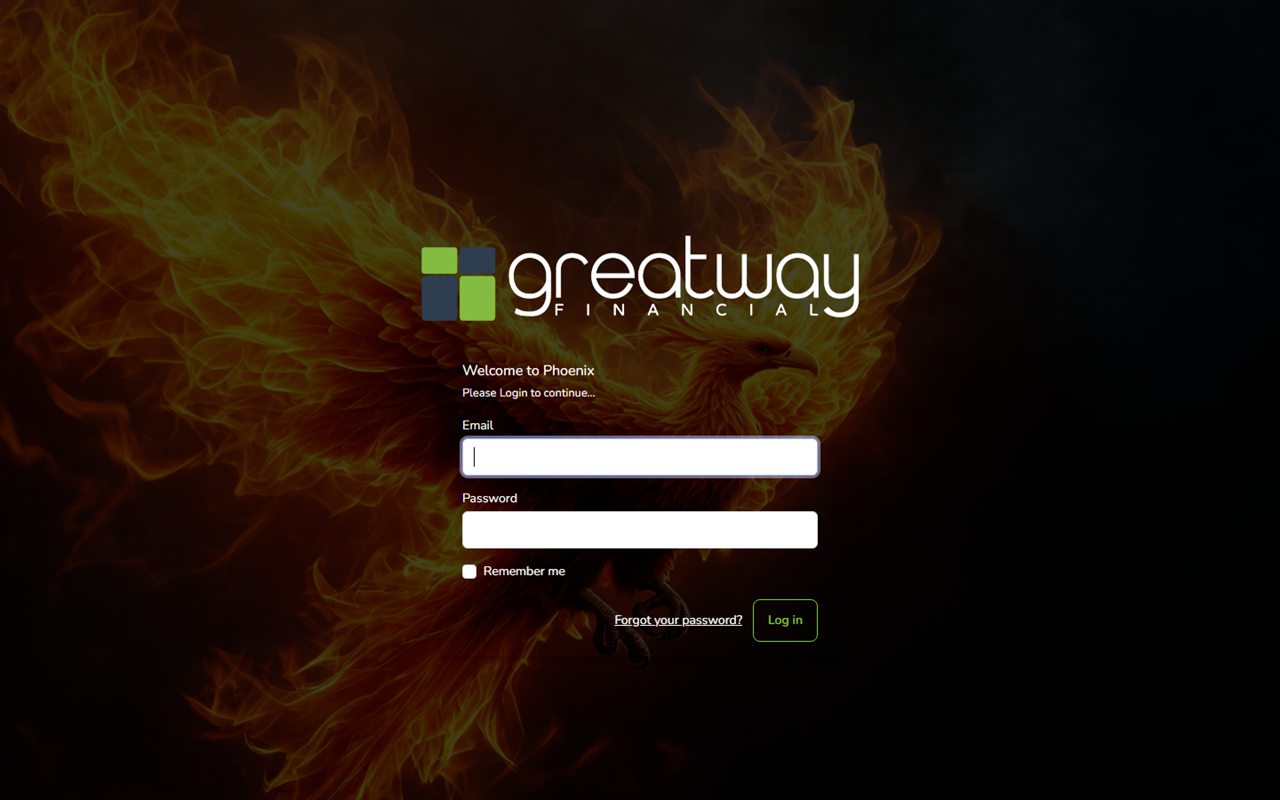 greatway
FINANCIAL
Welcome to Phoenix
Please Login to continue...
Email
Password
Remember me
Forgot your password? Log in